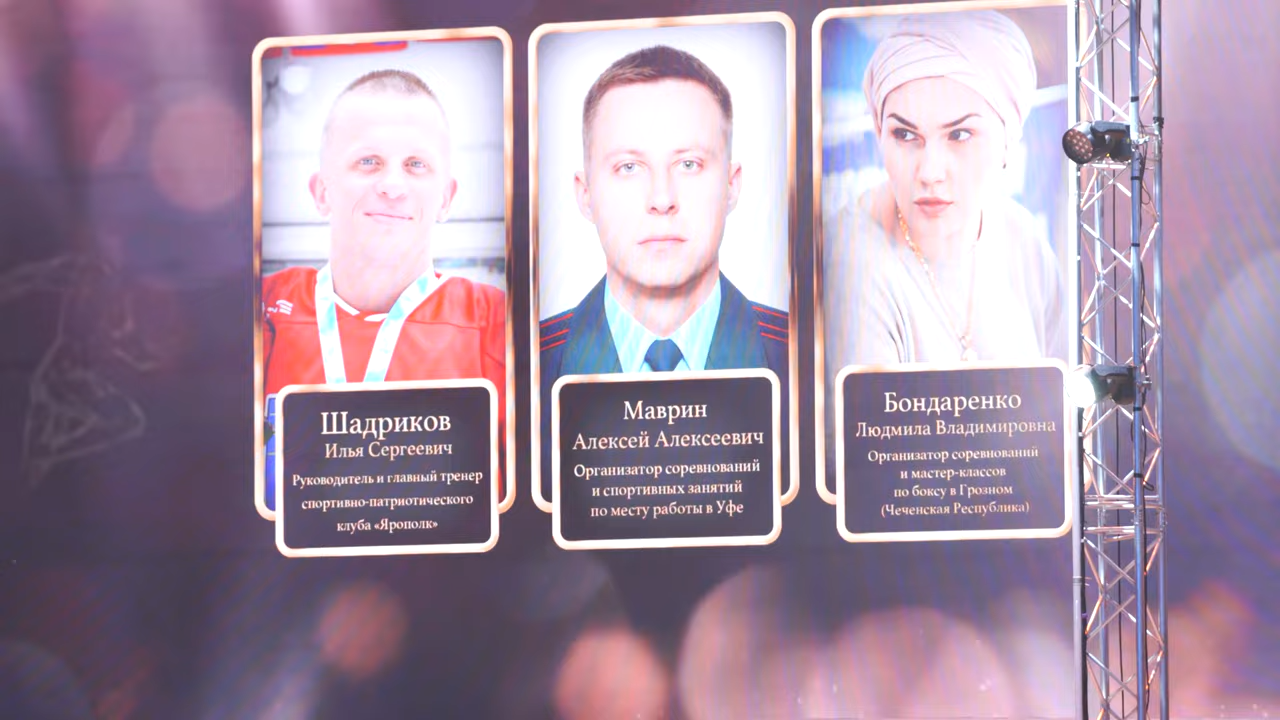 Шадриков
Илья Сергеевич
Руководитель и главный тренер
спортивно-патриотического
клуба «Ярополк»
Маврин
Алексей Алексеевич
Организатор соревнований
и спортивных занятий
по месту работы в Уфе
Бондаренко
Людмила Владимировна
Организатор соревнований
и мастер-классов
по боксу в Грозном
(Чеченская Республика)